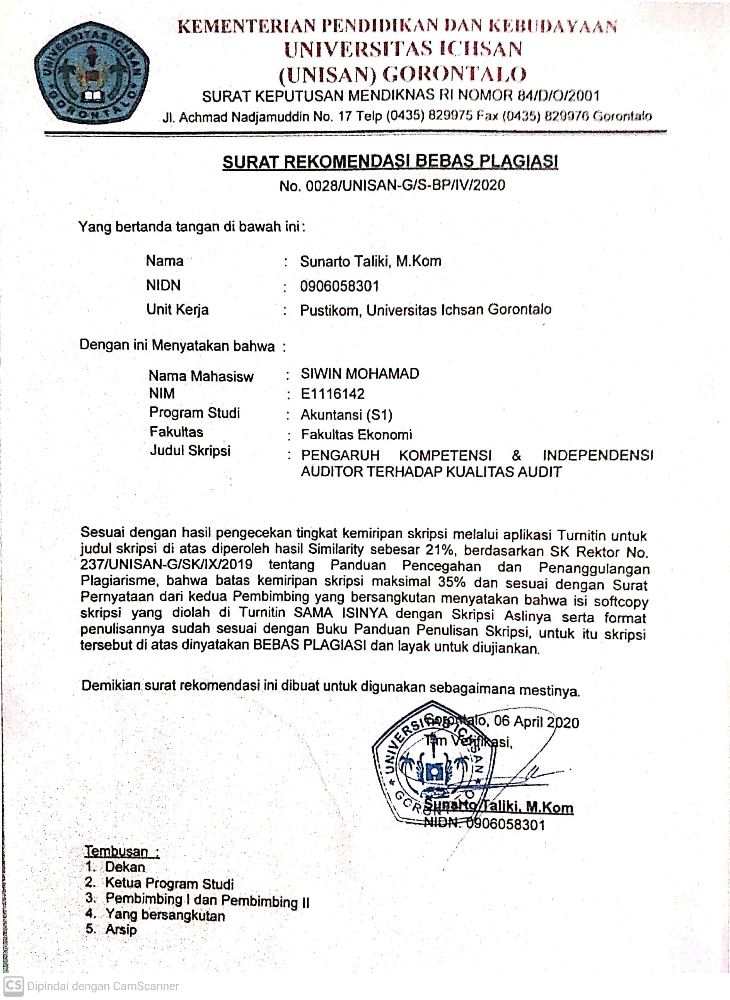 KEMENTERIAN PENDIDIKAN DAN KEBUDAYAAN
UNIVERSITAS ICHSAN
(UNISAN) GORONTALO
SURAT KEPUTUSAN MENDIKNAS RI NOMOR 84/D/O/2001
Jl. Achmad Nadjamuddin No. 17 Telp (0435) 829975 Fax (0435) 829976 Gorontalo
UNIVERSITAS ICHSAN
GORONTALO
SURAT REKOMENDASI BEBAS PLAGIASI
No. 0028/UNISAN-G/S-BP/IV/2020
Yang bertanda tangan di bawah ini :
Nama : Sunarto Taliki, M.Kom
NIDN : 0906058301
Unit Kerja : Pustikom, Universitas Ichsan Gorontalo
Dengan ini Menyatakan bahwa :
Nama Mahasisw : SIWIN MOHAMAD
NIM : E1116142
Program Studi : Akuntansi (S1)
Fakultas : Fakultas Ekonomi
Judul Skripsi : PENGARUH KOMPETENSI & INDEPENDENSI
AUDITOR TERHADAP KUALITAS AUDIT
Sesuai dengan hasil pengecekan tingkat kemiripan skripsi melalui aplikasi Turnitin untuk
judul skripsi di atas diperoleh hasil Similarity sebesar 21%, berdasarkan SK Rektor No.
237/UNISAN-G/SK/IX/2019 tentang Panduan Pencegahan dan Penanggulangan
Plagiarisme, bahwa batas kemiripan skripsi maksimal 35% dan sesuai dengan Surat
Pernyataan dari kedua Pembimbing yang bersangkutan menyatakan bahwa isi softcopy
skripsi yang diolah di Turnitin SAMA ISINYA dengan Skripsi Aslinya serta format
penulisannya sudah sesuai dengan Buku Panduan Penulisan Skripsi, untuk itu skripsi
tersebut di atas dinyatakan BEBAS PLAGIASI dan layak untuk diujiankan.
Demikian surat rekomendasi ini dibuat untuk digunakan sebagaimana mestinya.
Gorontalo, 06 April 2020
Tim Verifikasi,
UNIVERSITAS ICHSAN
GORONTALO
Sunarto Taliki, M.Kom
NIDN. 0906058301
Tembusan :
1. Dekan
2. Ketua Program Studi
3. Pembimbing I dan Pembimbing II
4. Yang bersangkutan
5. Arsip
CS Dipindai dengan CamScanner